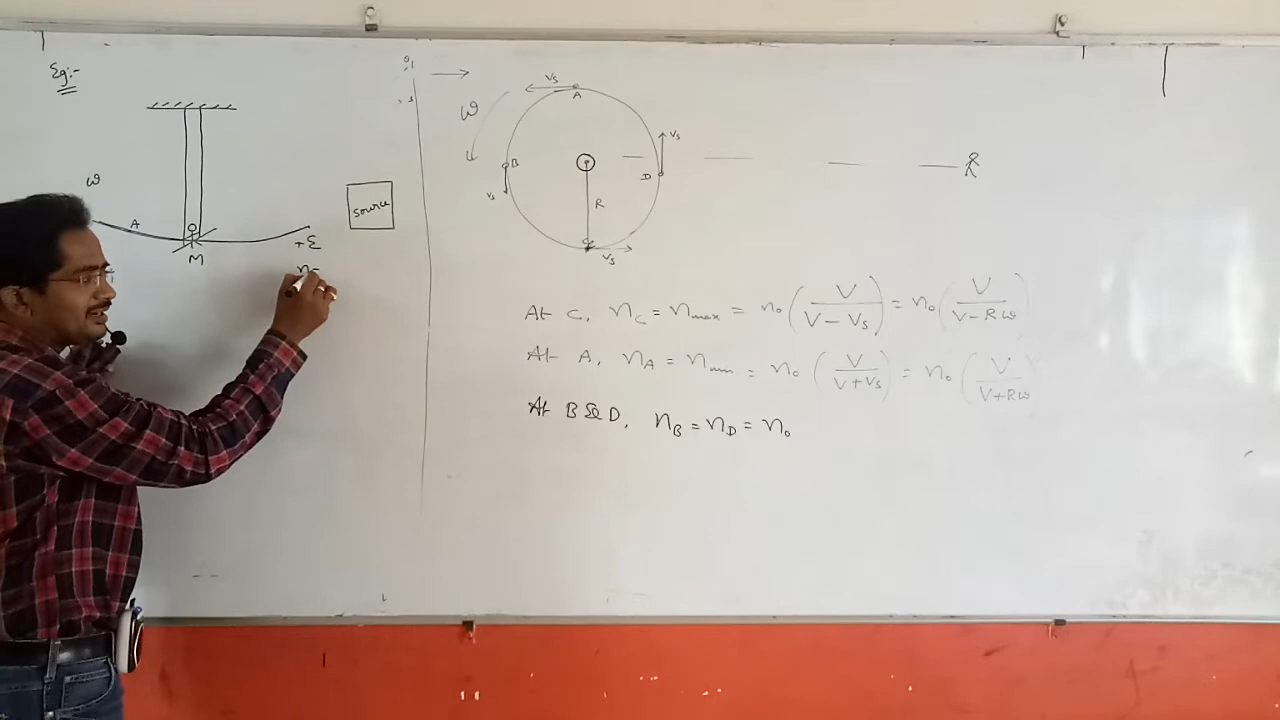 Eg:-
ω
A
M
+ε
n-
Source
ω
Vs
A
B
Vs
R
D
Vs
C
Vs
At C, n_C = n_max = n₀ (V / (V - Vs)) = n₀ (V / (V - Rω))
At A, n_A = n_min = n₀ (V / (V + Vs)) = n₀ (V / (V + Rω))
At B & D, n_B = n_D = n₀